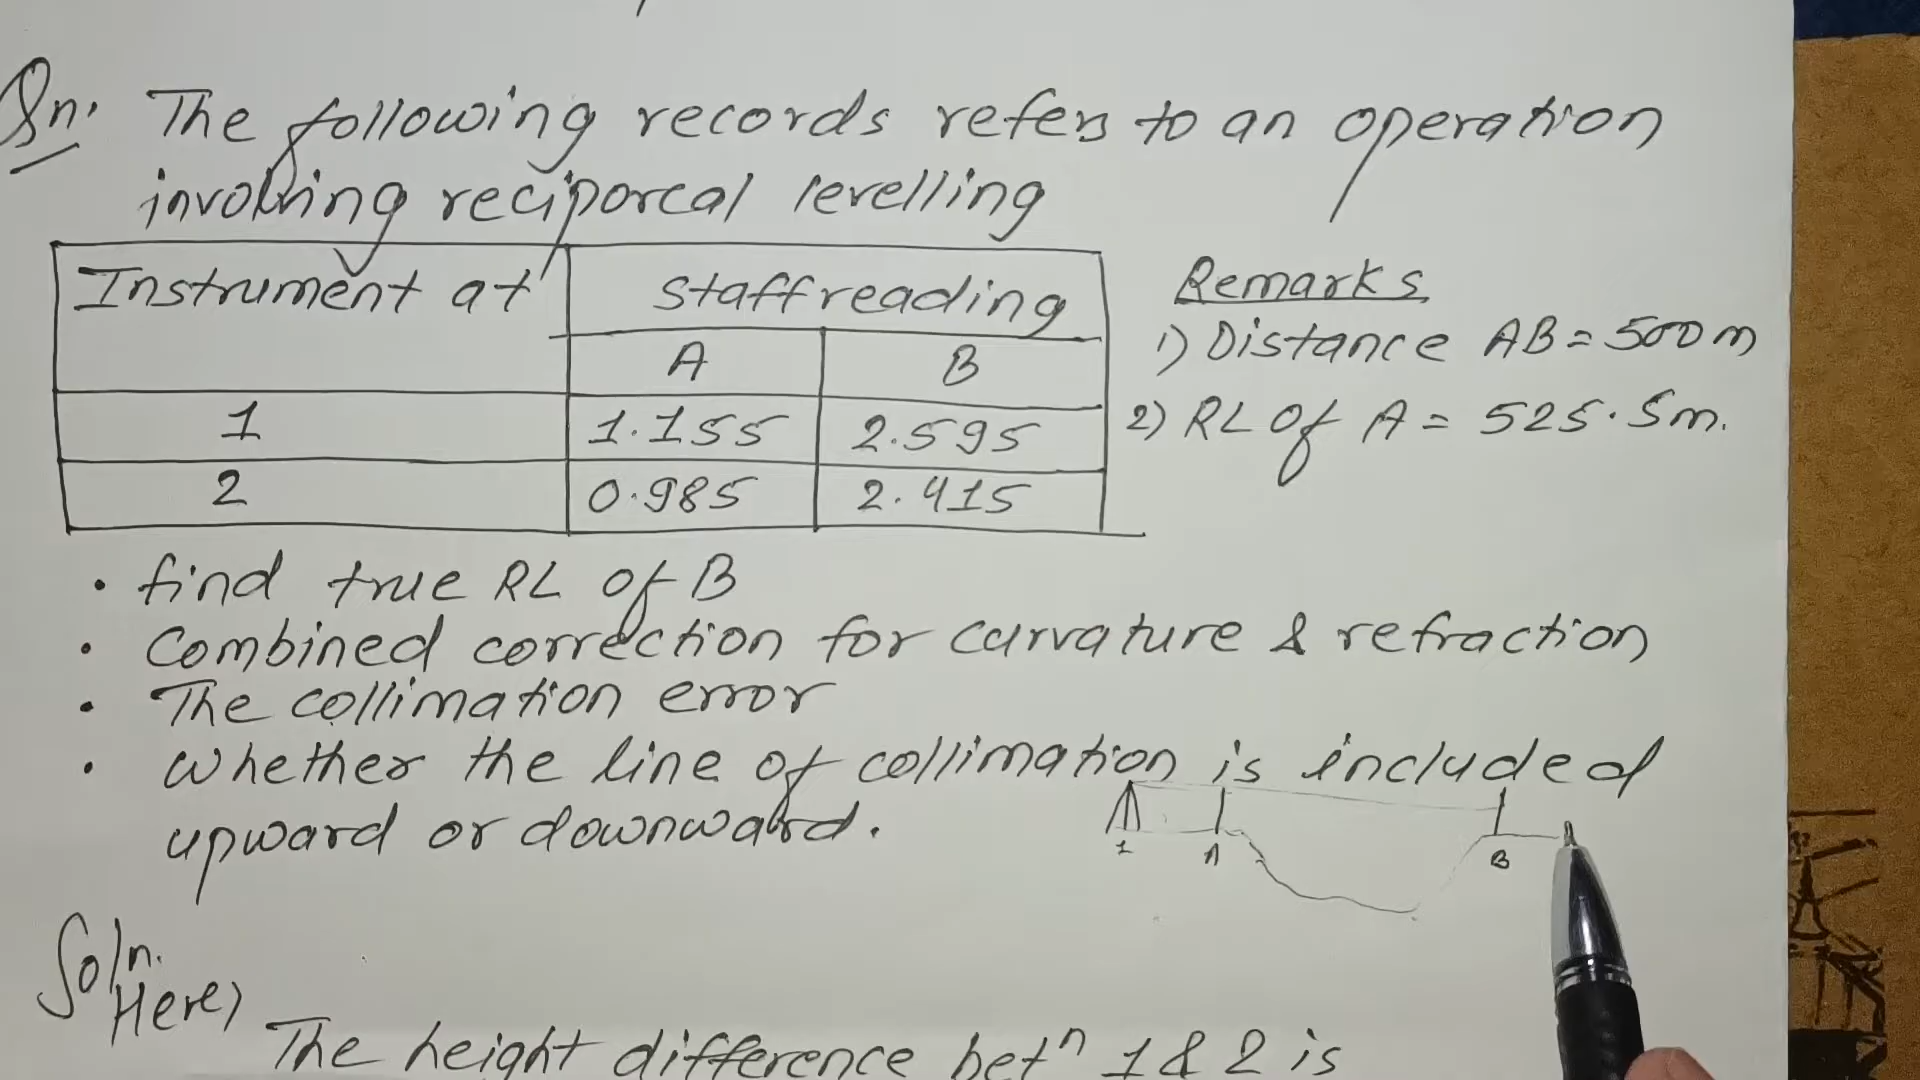 Qn. The following records refers to an operation
involving reciporcal levelling
Instrument at Staff reading
A B
1 1.155 2.595
2 0.985 2.415
Remarks
1) Distance AB = 500m
2) RL of A = 525.5m.
• find true RL of B
• Combined correction for curvature & refraction
• The collimation error
• Whether the line of collimation is included
upward or downward.
1 A B
Soln.
Here,
The height difference betn 1 & 2 is